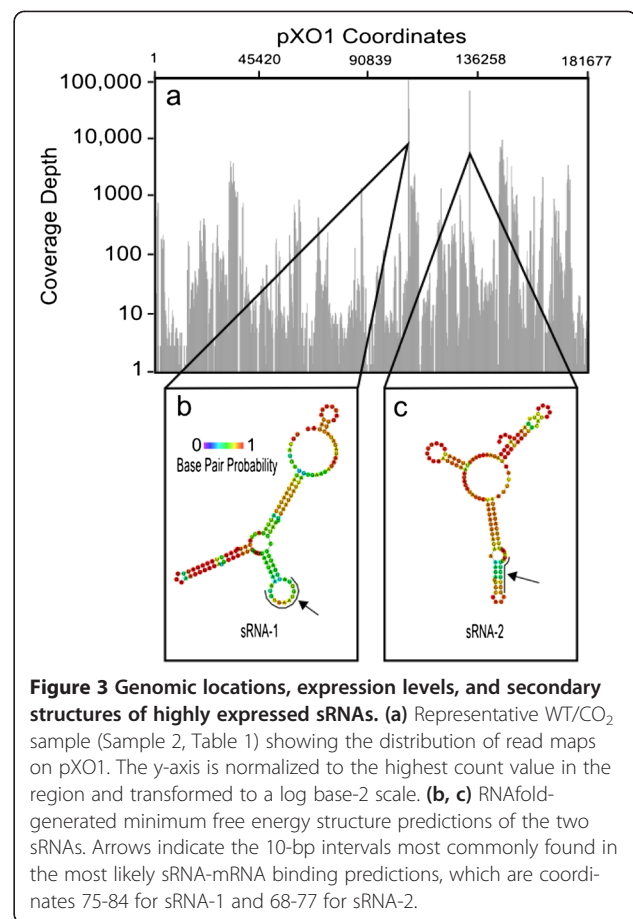 pXO1 Coordinates
1 45420 90839 136258 181677
a
100,000
10,000
1000
100
10
1
Coverage Depth
b
0 1
Base Pair Probability
sRNA-1
c
sRNA-2
Figure 3 Genomic locations, expression levels, and secondary
structures of highly expressed sRNAs. (a) Representative WT/CO₂
sample (Sample 2, Table 1) showing the distribution of read maps
on pXO1. The y-axis is normalized to the highest count value in the
region and transformed to a log base-2 scale. (b, c) RNAfold-
generated minimum free energy structure predictions of the two
sRNAs. Arrows indicate the 10-bp intervals most commonly found in
the most likely sRNA-mRNA binding predictions, which are coordi-
nates 75-84 for sRNA-1 and 68-77 for sRNA-2.